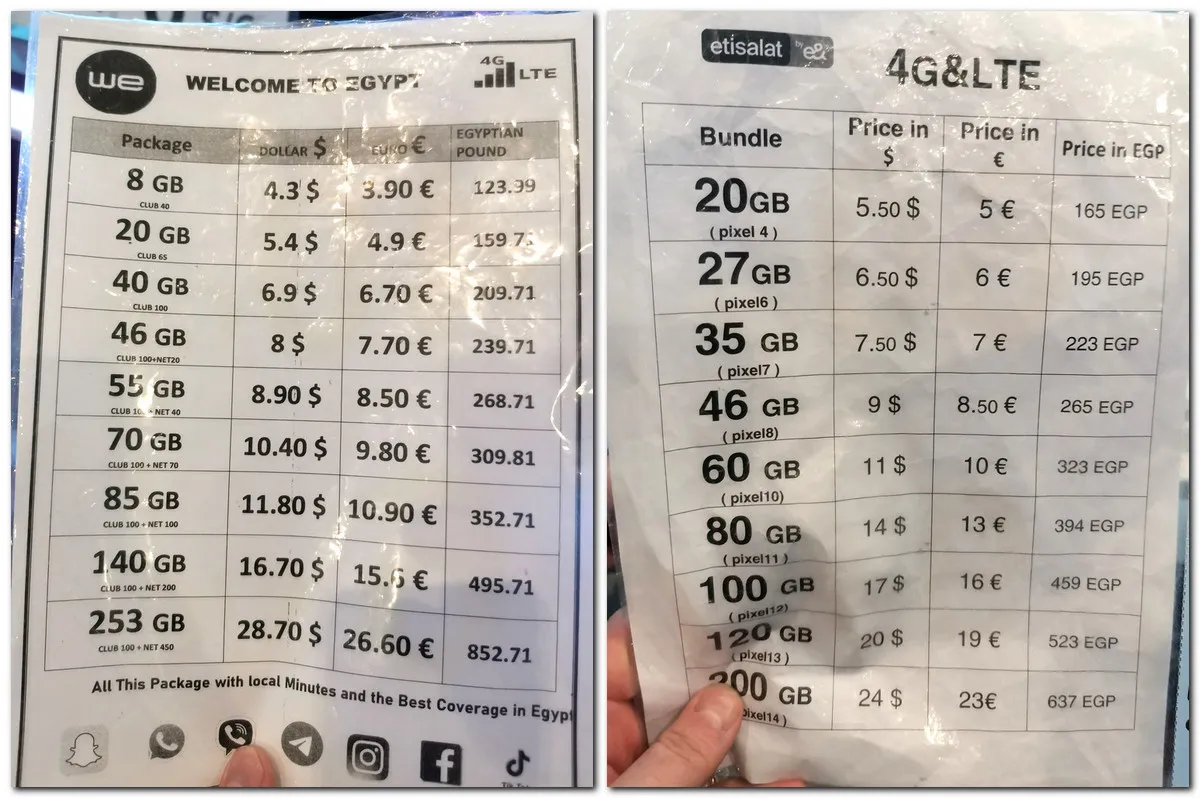 we
WELCOME TO EGYPT
4G LTE
Package DOLLAR $ EURO € EGYPTIAN POUND
8 GB 4.3 $ 3.90 € 123.99
CLUB 40
20 GB 5.4 $ 4.9 €
CLUB 65
40 GB 6.9 $ 6.70 € 209.71
CLUB 100
46 GB 8 $ 7.70 € 239.71
CLUB 100+NET20
55 GB 8.90 $ 8.50 € 268.71
NET 40
70 GB 10.40 $ 9.80 € 309.81
CLUB 100 + NET 70
85 GB 11.80 $ 10.90 € 352.71
CLUB 100 + NET 100
140 GB 16.70 $ 15.6 € 495.71
CLUB 100 + NET 200
253 GB 28.70 $ 26.60 € 852.71
CLUB 100 + NET 450
All This Package with local Minutes and the Best Coverage in Egypt
etisalat by e&
4G&LTE
Bundle Price in $ Price in € Price in EGP
20GB 5.50 $ 5 € 165 EGP
( pixel 4 )
27GB 6.50 $ 6 € 195 EGP
( pixel6 )
35 GB 7.50 $ 7 € 223 EGP
( pixel7 )
46 GB 9 $ 8.50 € 265 EGP
( pixel8)
60 GB 11 $ 10 € 323 EGP
( pixel10)
80 GB 14 $ 13 € 394 EGP
(pixel11 )
100 GB 17 $ 16 € 459 EGP
(pixel12)
120 GB 20 $ 19 € 523 EGP
( pixel13 )
200 GB 24 $ 23€ 637 EGP
pixel14 )